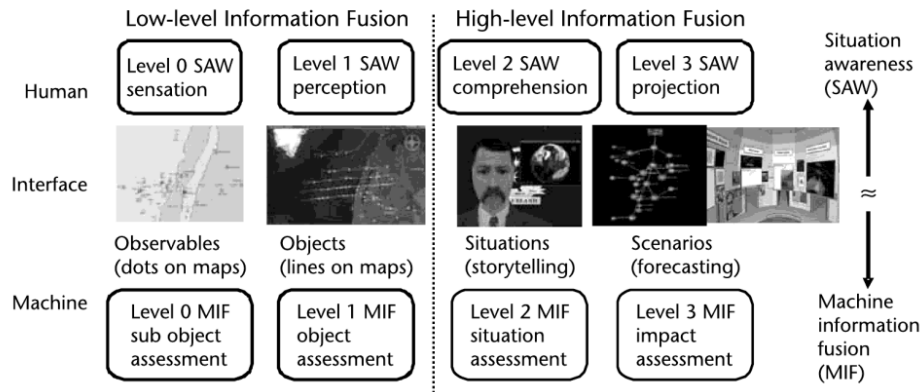 Low-level Information Fusion
High-level Information Fusion
Human
Level 0 SAW
sensation
Level 1 SAW
perception
Level 2 SAW
comprehension
Level 3 SAW
projection
Situation
awareness
(SAW)
Interface
≈
Observables
(dots on maps)
Objects
(lines on maps)
Situations
(storytelling)
Scenarios
(forecasting)
Machine
Level 0 MIF
sub object
assessment
Level 1 MIF
object
assessment
Level 2 MIF
situation
assessment
Level 3 MIF
impact
assessment
Machine
information
fusion
(MIF)